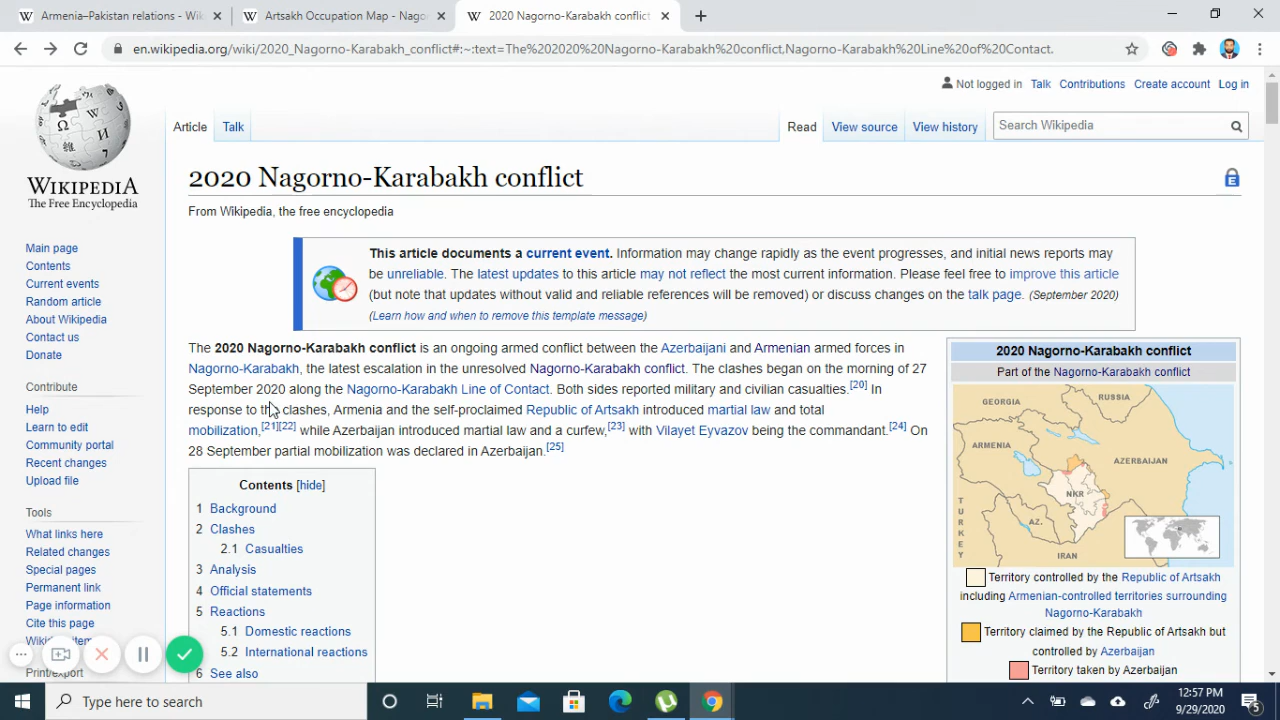 Armenia–Pakistan relations - Wiki
Artsakh Occupation Map - Nagor
2020 Nagorno-Karabakh conflict
en.wikipedia.org/wiki/2020_Nagorno-Karabakh_conflict#:~:text=The%202020%20Nagorno-Karabakh%20conflict,Nagorno-Karabakh%20Line%20of%20Contact.
Not logged in Talk Contributions Create account Log in
Article Talk Read View source View history Search Wikipedia
WIKIPEDIA
The Free Encyclopedia
Main page
Contents
Current events
Random article
About Wikipedia
Contact us
Donate
Contribute
Help
Learn to edit
Community portal
Recent changes
Upload file
Tools
What links here
Related changes
Special pages
Permanent link
Page information
Cite this page
Print/export
2020 Nagorno-Karabakh conflict
From Wikipedia, the free encyclopedia
This article documents a current event. Information may change rapidly as the event progresses, and initial news reports may
be unreliable. The latest updates to this article may not reflect the most current information. Please feel free to improve this article
(but note that updates without valid and reliable references will be removed) or discuss changes on the talk page. (September 2020)
(Learn how and when to remove this template message)
The 2020 Nagorno-Karabakh conflict is an ongoing armed conflict between the Azerbaijani and Armenian armed forces in
Nagorno-Karabakh, the latest escalation in the unresolved Nagorno-Karabakh conflict. The clashes began on the morning of 27
September 2020 along the Nagorno-Karabakh Line of Contact. Both sides reported military and civilian casualties.[20] In
response to the clashes, Armenia and the self-proclaimed Republic of Artsakh introduced martial law and total
mobilization,[21][22] while Azerbaijan introduced martial law and a curfew,[23] with Vilayet Eyvazov being the commandant.[24] On
28 September partial mobilization was declared in Azerbaijan.[25]
Contents [hide]
1 Background
2 Clashes
2.1 Casualties
3 Analysis
4 Official statements
5 Reactions
5.1 Domestic reactions
5.2 International reactions
6 See also
2020 Nagorno-Karabakh conflict
Part of the Nagorno-Karabakh conflict
GEORGIA
RUSSIA
ARMENIA
AZERBAIJAN
NKR
TURKEY
AZ.
IRAN
Territory controlled by the Republic of Artsakh
including Armenian-controlled territories surrounding
Nagorno-Karabakh
Territory claimed by the Republic of Artsakh but
controlled by Azerbaijan
Territory taken by Azerbaijan
Type here to search
12:57 PM
9/29/2020
5